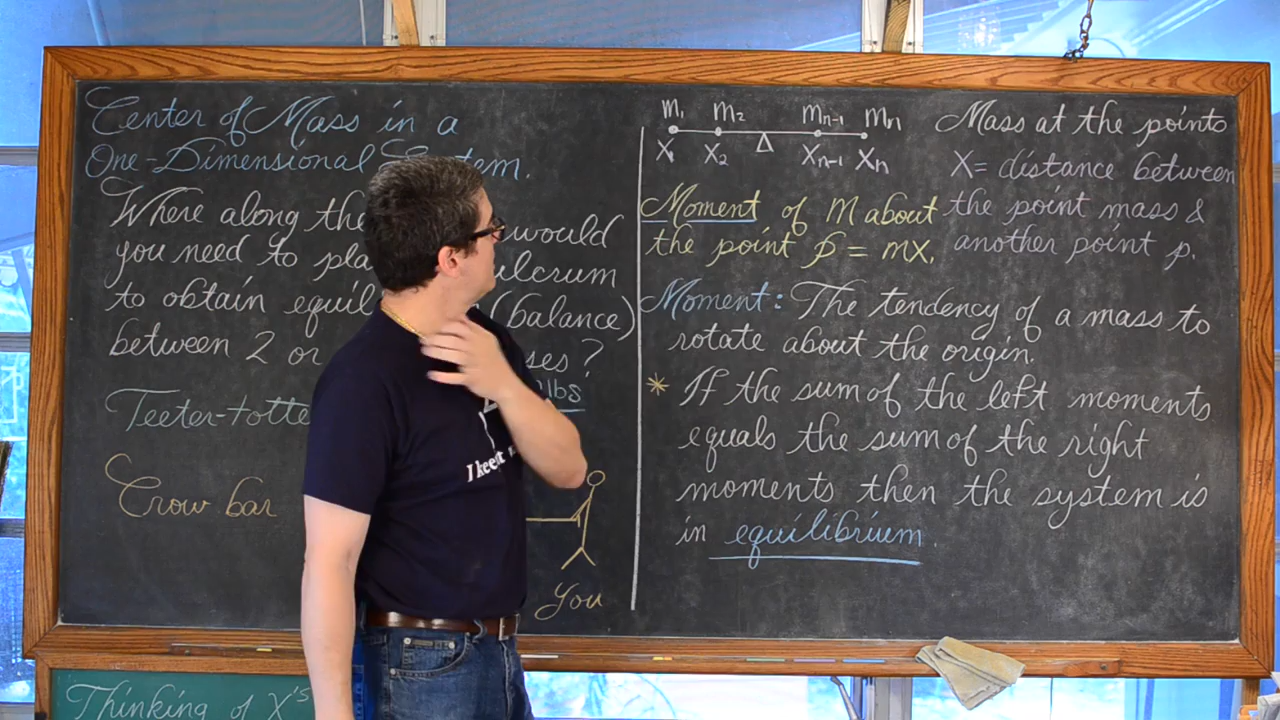 Center of Mass in a
One-Dimensional System.
Where along the would
you need to fulcrum
to obtain (balance)
between 2 or ?
Teeter-totte
lbs
Crow bar
You
I keep
m₁ m₂ mₙ₋₁ mₙ
X₁ X₂ Xₙ₋₁ Xₙ
Mass at the points
X = distance between
the point mass &
another point p.
Moment of m about
the point p = mx.
Moment: The tendency of a mass to
rotate about the origin.
* If the sum of the left moments
equals the sum of the right
moments then the system is
in equilibrium.
Thinking of X's